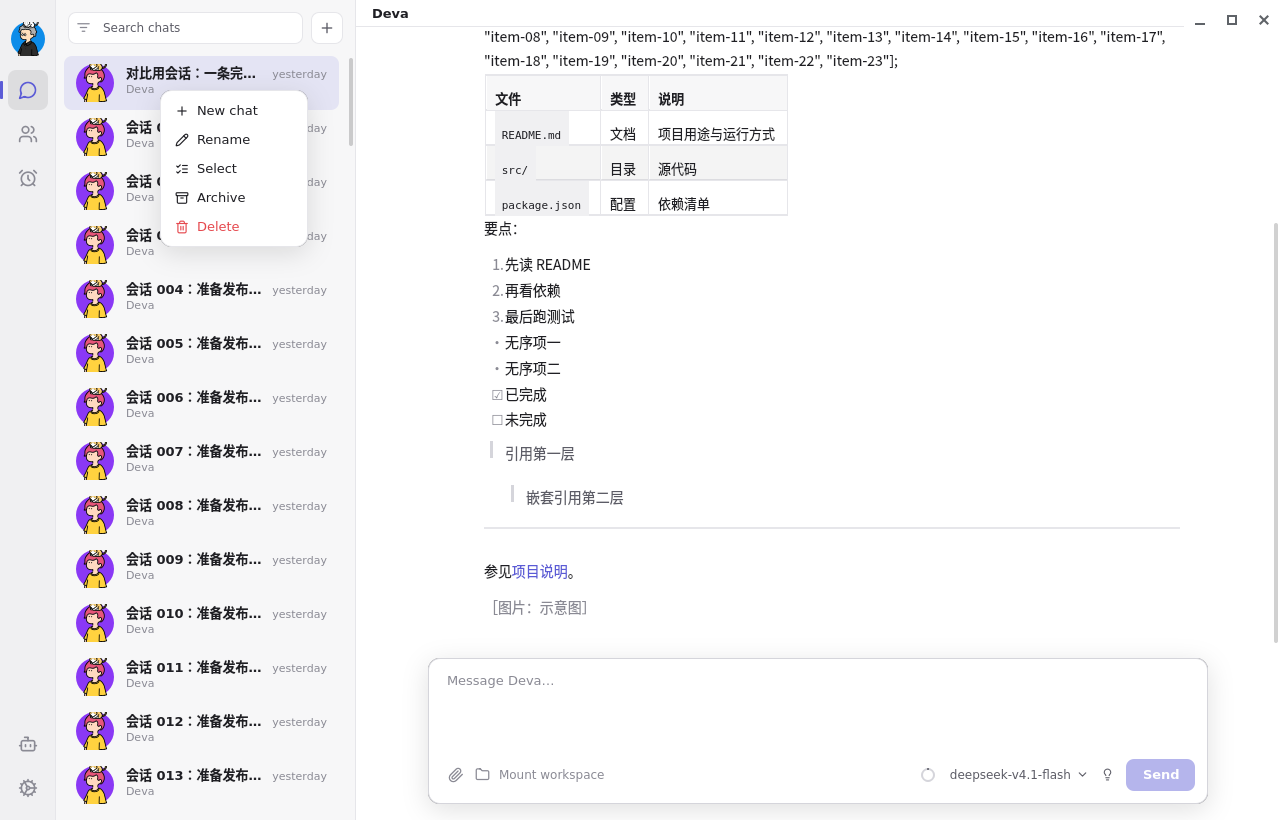 Search chats
对比用会话：一条完... yesterday
Deva
New chat
Rename
Select
Archive
Delete
会话
day
Deva
会话
day
Deva
会话
day
Deva
会话 004：准备发布... yesterday
Deva
会话 005：准备发布... yesterday
Deva
会话 006：准备发布... yesterday
Deva
会话 007：准备发布... yesterday
Deva
会话 008：准备发布... yesterday
Deva
会话 009：准备发布... yesterday
Deva
会话 010：准备发布... yesterday
Deva
会话 011：准备发布... yesterday
Deva
会话 012：准备发布... yesterday
Deva
会话 013：准备发布... yesterday
Deva
Deva
"item-08", "item-09", "item-10", "item-11", "item-12", "item-13", "item-14", "item-15", "item-16", "item-17",
"item-18", "item-19", "item-20", "item-21", "item-22", "item-23"];
文件 类型 说明
README.md 文档 项目用途与运行方式
src/ 目录 源代码
package.json 配置 依赖清单
要点：
1. 先读 README
2. 再看依赖
3. 最后跑测试
• 无序项一
• 无序项二
☑ 已完成
☐ 未完成
引用第一层
嵌套引用第二层
参见项目说明。
[图片：示意图]
Message Deva...
Mount workspace
deepseek-v4.1-flash
Send